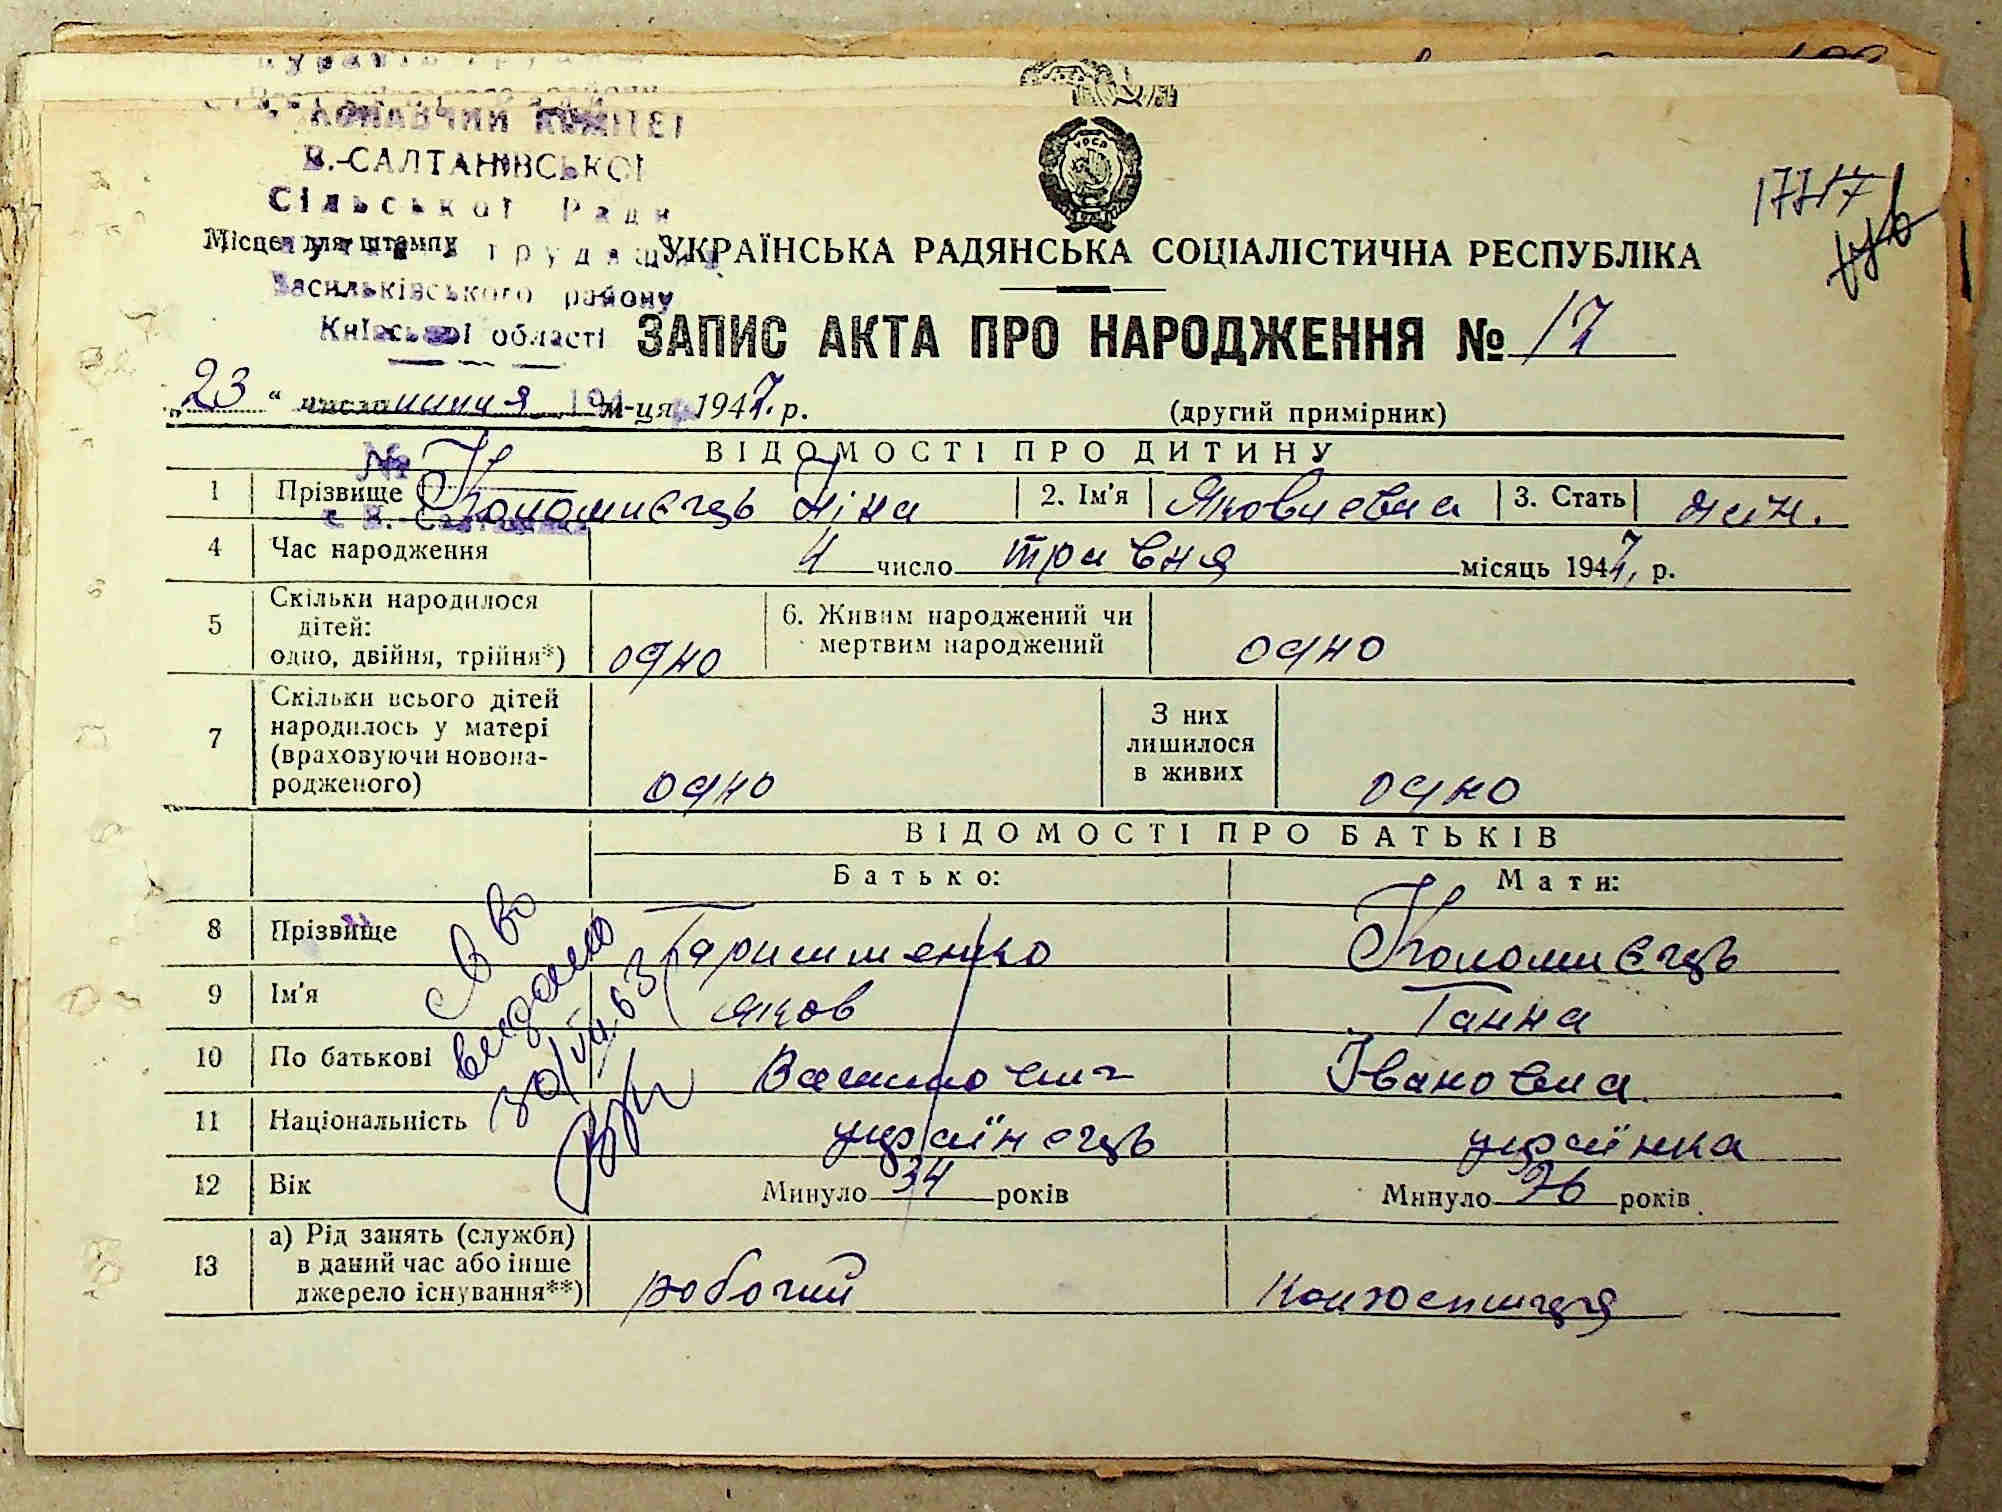 В.-САЛТАНІВСЬКОЇ
Сільської Ради
Місце для штампу
УКРАЇНСЬКА РАДЯНСЬКА СОЦІАЛІСТИЧНА РЕСПУБЛІКА
Васильківського району
Київської області
ЗАПИС АКТА ПРО НАРОДЖЕННЯ № 17
„23" число липня м-ця 1947. р.
(другий примірник)
ВІДОМОСТІ ПРО ДИТИНУ
1 Прізвище Коломиєць Ніна 2. Ім'я Яковлевна 3. Стать жін.
4 Час народження 4 число травня місяць 1947, р.
5 Скільки народилося дітей: одно, двійня, трійня*) одно 6. Живим народжений чи мертвим народжений одно
7 Скільки всього дітей народилось у матері (враховуючи новонародженого) одно З них лишилося в живих одно
ВІДОМОСТІ ПРО БАТЬКІВ
Батько: Мати:
8 Прізвище Коломиєць
9 Ім'я Яков Ганна
10 По батькові Івановна
11 Національність українець українка
12 Вік Минуло 34 років Минуло 26 років
13 а) Рід занять (служби) в даний час або інше джерело існування**) робочий